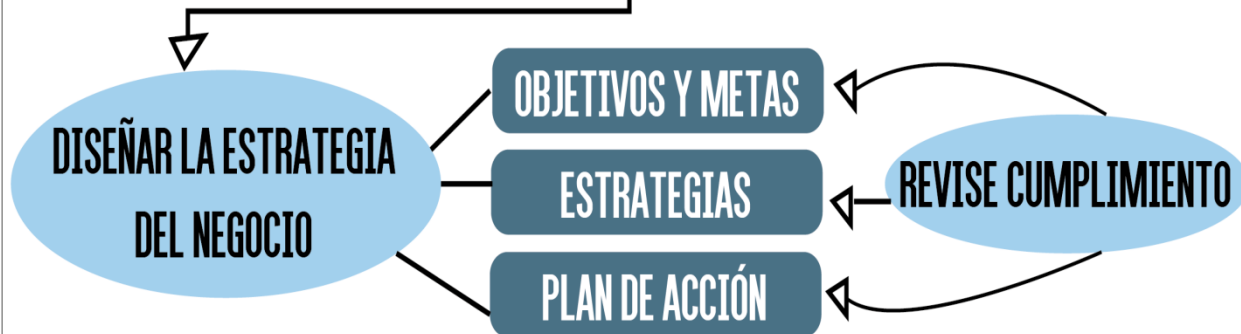 DISEÑAR LA ESTRATEGIA
DEL NEGOCIO
OBJETIVOS Y METAS
ESTRATEGIAS
PLAN DE ACCIÓN
REVISE CUMPLIMIENTO